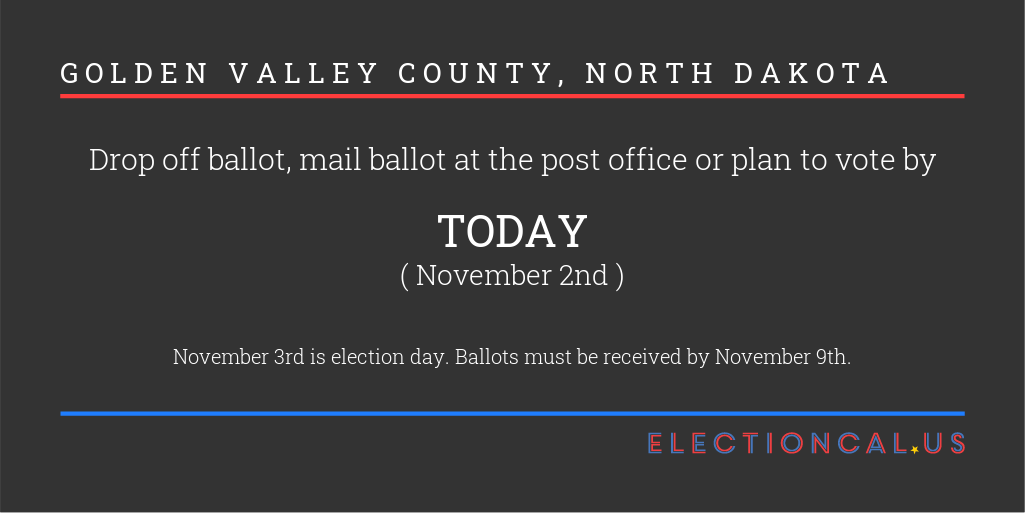 GOLDEN VALLEY COUNTY, NORTH DAKOTA
Drop off ballot, mail ballot at the post office or plan to vote by
TODAY
( November 2nd )
November 3rd is election day. Ballots must be received by November 9th.
ELECTIONCAL.US